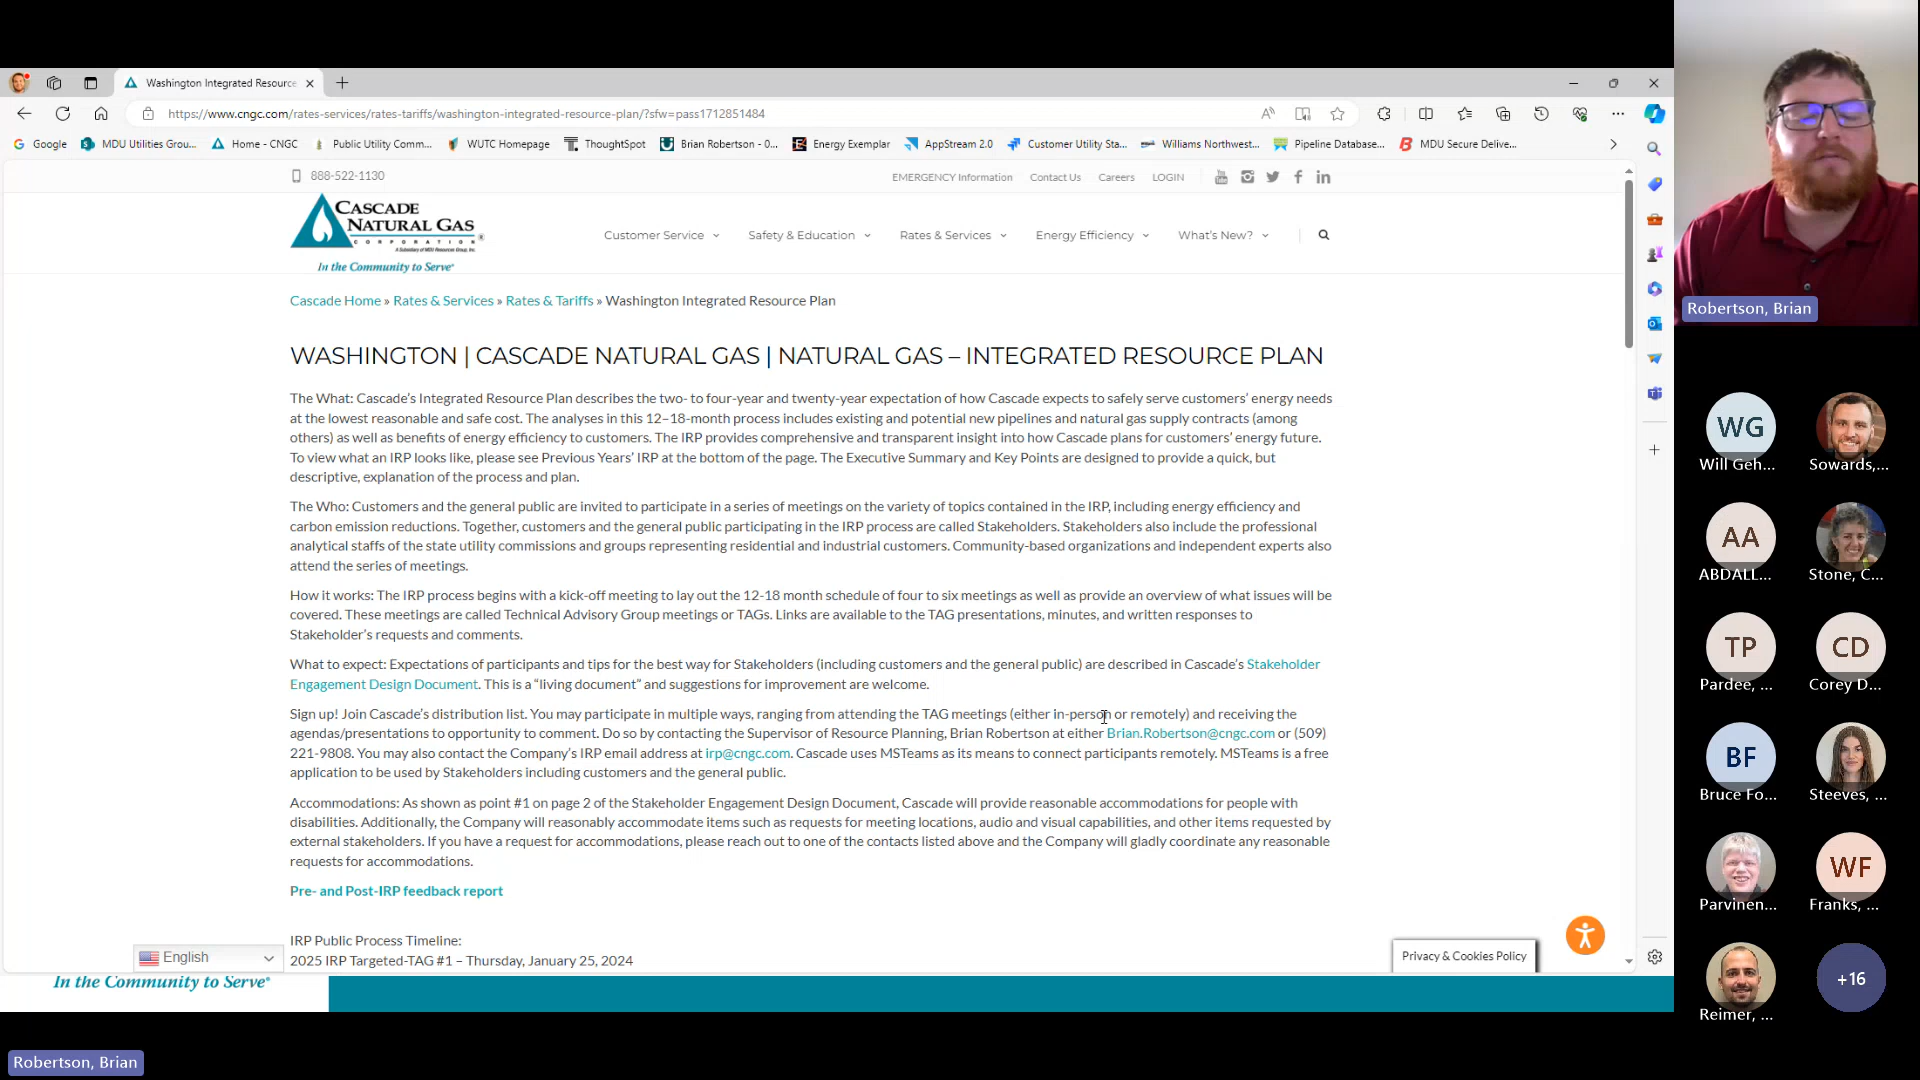 Washington Integrated Resource
https://www.cngc.com/rates-services/rates-tariffs/washington-integrated-resource-plan/?sfw=pass1712851484
Google MDU Utilities Grou... Home - CNGC Public Utility Comm... WUTC Homepage ThoughtSpot Brian Robertson - O... Energy Exemplar AppStream 2.0 Customer Utility Sta... Williams Northwest... Pipeline Database... MDU Secure Delive...
888-522-1130
EMERGENCY Information Contact Us Careers LOGIN
CASCADE
NATURAL GAS
CORPORATION
A Subsidiary of MDU Resources Group, Inc.
In the Community to Serve®
Customer Service Safety & Education Rates & Services Energy Efficiency What's New?
Cascade Home » Rates & Services » Rates & Tariffs » Washington Integrated Resource Plan
WASHINGTON | CASCADE NATURAL GAS | NATURAL GAS – INTEGRATED RESOURCE PLAN
The What: Cascade's Integrated Resource Plan describes the two- to four-year and twenty-year expectation of how Cascade expects to safely serve customers' energy needs
at the lowest reasonable and safe cost. The analyses in this 12–18-month process includes existing and potential new pipelines and natural gas supply contracts (among
others) as well as benefits of energy efficiency to customers. The IRP provides comprehensive and transparent insight into how Cascade plans for customers' energy future.
To view what an IRP looks like, please see Previous Years' IRP at the bottom of the page. The Executive Summary and Key Points are designed to provide a quick, but
descriptive, explanation of the process and plan.
The Who: Customers and the general public are invited to participate in a series of meetings on the variety of topics contained in the IRP, including energy efficiency and
carbon emission reductions. Together, customers and the general public participating in the IRP process are called Stakeholders. Stakeholders also include the professional
analytical staffs of the state utility commissions and groups representing residential and industrial customers. Community-based organizations and independent experts also
attend the series of meetings.
How it works: The IRP process begins with a kick-off meeting to lay out the 12-18 month schedule of four to six meetings as well as provide an overview of what issues will be
covered. These meetings are called Technical Advisory Group meetings or TAGs. Links are available to the TAG presentations, minutes, and written responses to
Stakeholder's requests and comments.
What to expect: Expectations of participants and tips for the best way for Stakeholders (including customers and the general public) are described in Cascade's Stakeholder
Engagement Design Document. This is a "living document" and suggestions for improvement are welcome.
Sign up! Join Cascade's distribution list. You may participate in multiple ways, ranging from attending the TAG meetings (either in-person or remotely) and receiving the
agendas/presentations to opportunity to comment. Do so by contacting the Supervisor of Resource Planning, Brian Robertson at either Brian.Robertson@cngc.com or (509)
221-9808. You may also contact the Company's IRP email address at irp@cngc.com. Cascade uses MSTeams as its means to connect participants remotely. MSTeams is a free
application to be used by Stakeholders including customers and the general public.
Accommodations: As shown as point #1 on page 2 of the Stakeholder Engagement Design Document, Cascade will provide reasonable accommodations for people with
disabilities. Additionally, the Company will reasonably accommodate items such as requests for meeting locations, audio and visual capabilities, and other items requested by
external stakeholders. If you have a request for accommodations, please reach out to one of the contacts listed above and the Company will gladly coordinate any reasonable
requests for accommodations.
Pre- and Post-IRP feedback report
IRP Public Process Timeline:
2025 IRP Targeted-TAG #1 – Thursday, January 25, 2024
English
Privacy & Cookies Policy
In the Community to Serve®
Robertson, Brian
Robertson, Brian
WG
Will Geh... Sowards,...
AA
ABDALL... Stone, C...
TP CD
Pardee, ... Corey D...
BF
Bruce Fo... Steeves, ...
WF
Parvinen... Franks, ...
+16
Reimer, ...